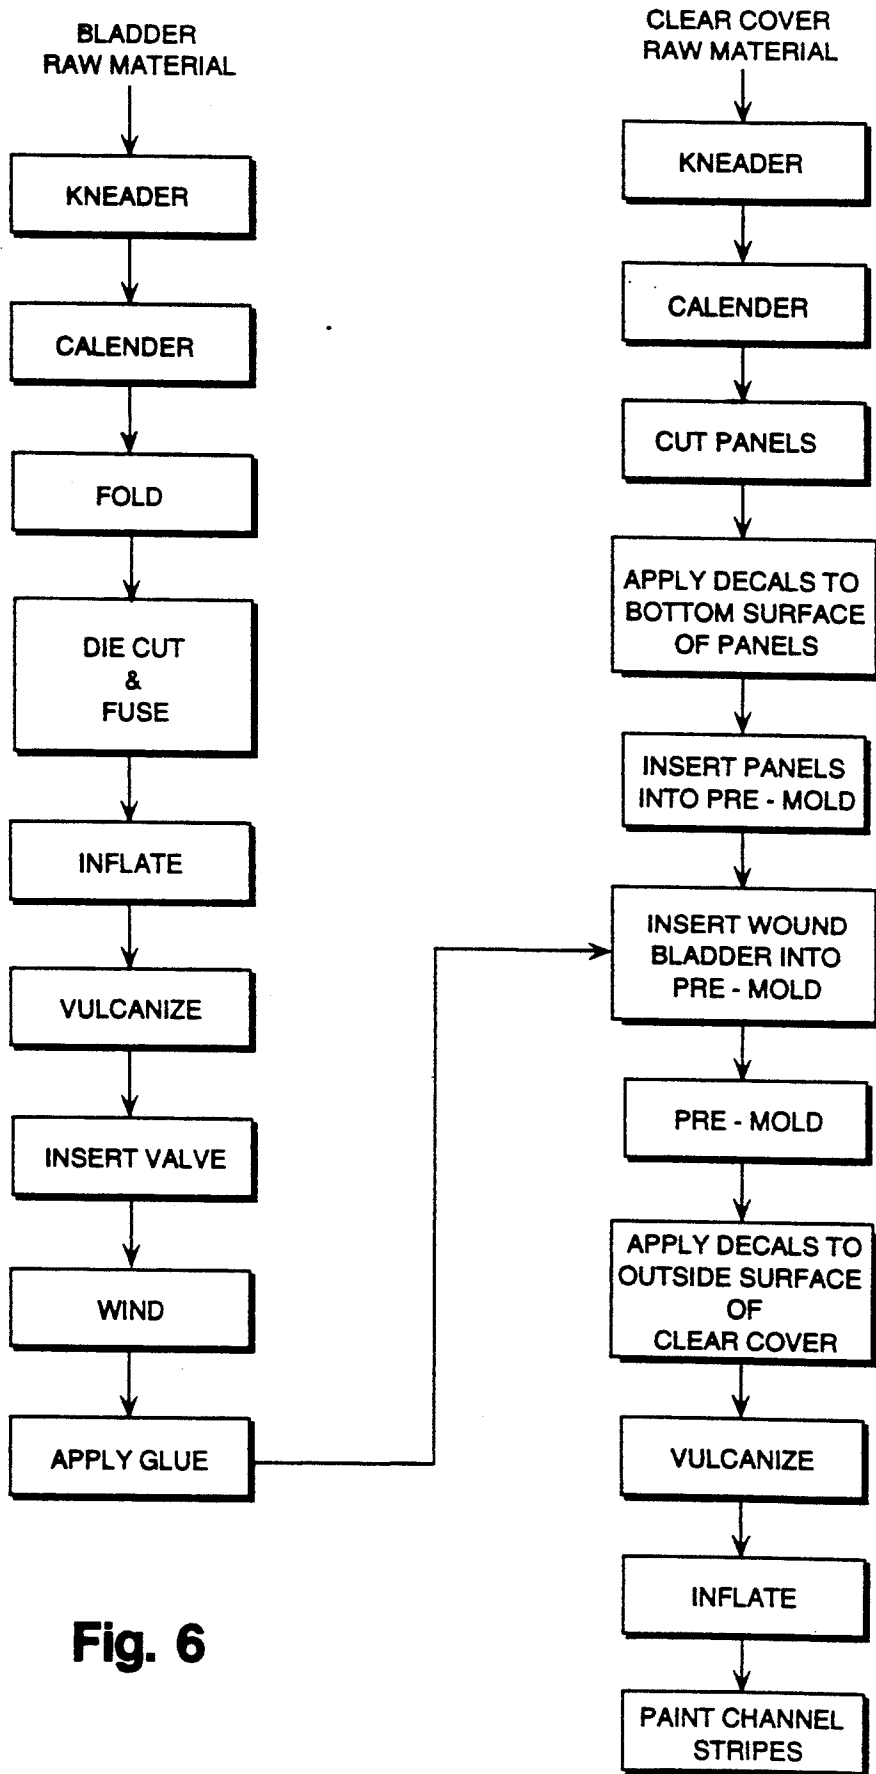 BLADDER
RAW MATERIAL
KNEADER
CALENDER
FOLD
DIE CUT
&
FUSE
INFLATE
VULCANIZE
INSERT VALVE
WIND
APPLY GLUE
CLEAR COVER
RAW MATERIAL
KNEADER
CALENDER
CUT PANELS
APPLY DECALS TO
BOTTOM SURFACE
OF PANELS
INSERT PANELS
INTO PRE - MOLD
INSERT WOUND
BLADDER INTO
PRE - MOLD
PRE - MOLD
APPLY DECALS TO
OUTSIDE SURFACE
OF
CLEAR COVER
VULCANIZE
INFLATE
PAINT CHANNEL
STRIPES
Fig. 6